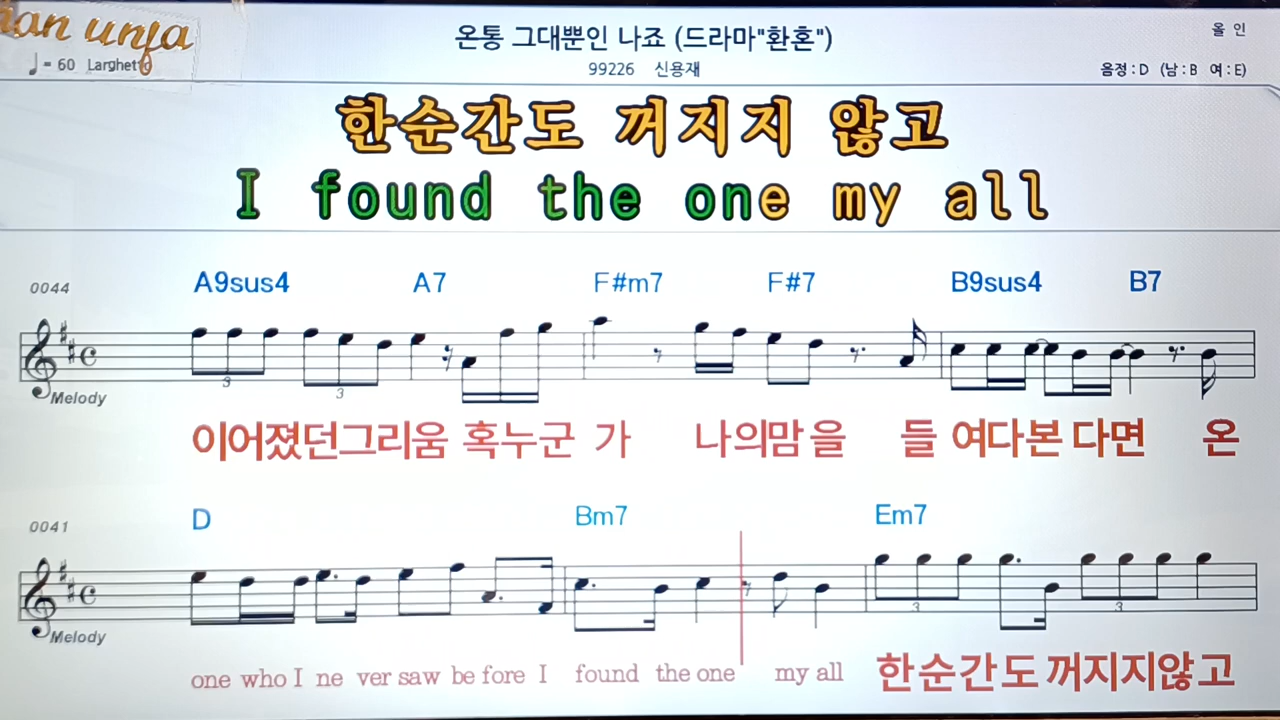 온통 그대뿐인 나죠 (드라마"환혼")
올 인
♩= 60 Larghetto
99226 신용재
음정 : D (남 : B 여 : E)
한순간도 꺼지지 않고
I found the one my all
A9sus4 A7 F#m7 F#7 B9sus4 B7
0044
3 3
Melody
이어졌던그리움 혹누군 가 나의맘을 들 여다본 다면 온
D Bm7 Em7
0041
3 3
Melody
one who I ne ver saw be fore I found the one my all 한순간도 꺼지지않고